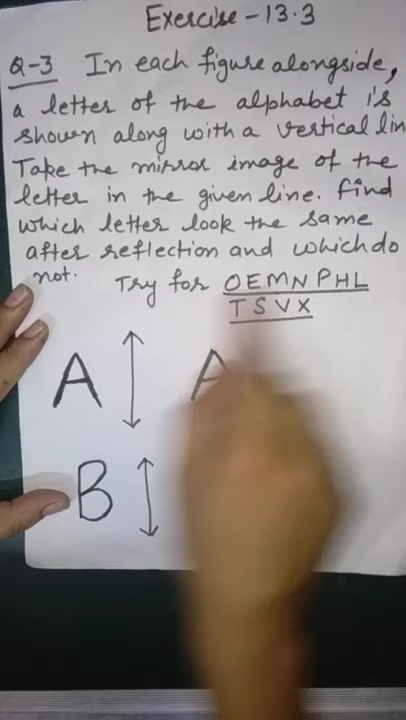 Exercise - 13.3
Q-3 In each figure alongside,
a letter of the alphabet is
shown along with a vertical lin
Take the mirror image of the
letter in the given line. Find
which letter look the same
after reflection and which do
not. Try for O E M N P H L
T S V X
A A
B